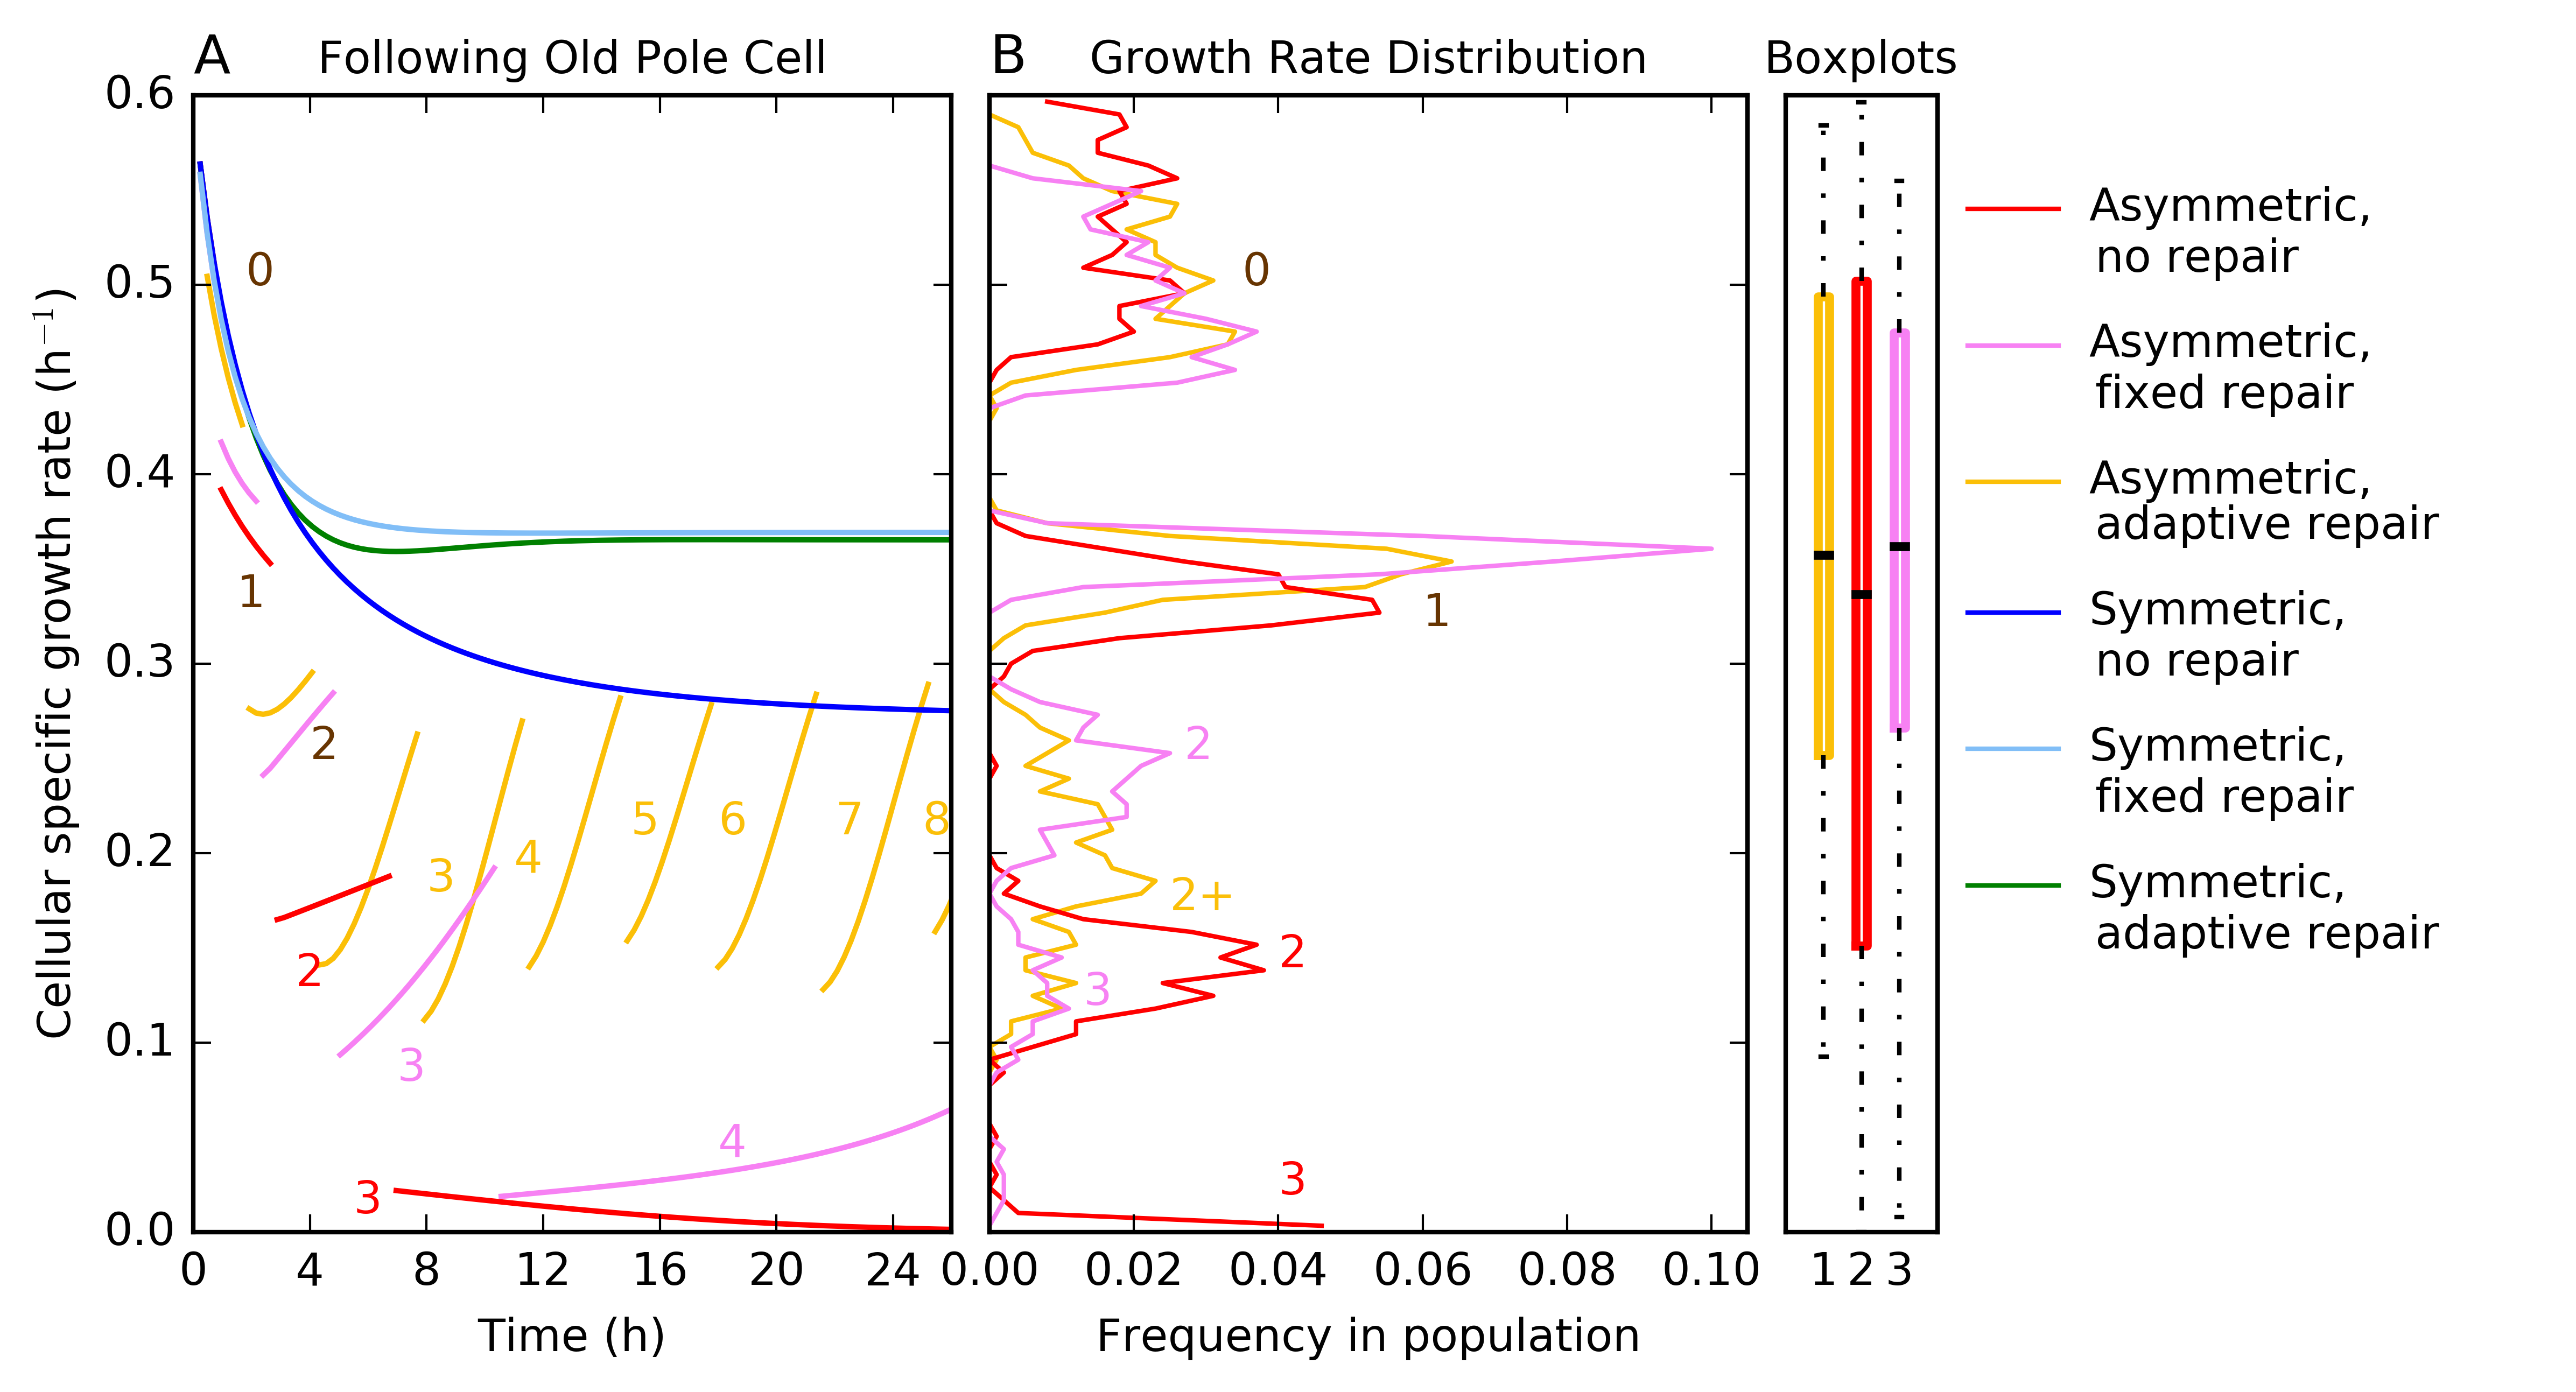 A Following Old Pole Cell
B Growth Rate Distribution
Boxplots
Cellular specific growth rate (h⁻¹)
0.6
0.5
0.4
0.3
0.2
0.1
0.0
0
1
2
2
3
3
3
4
4
5
6
7
8
0 4 8 12 16 20 24
Time (h)
0
1
2
2+
2
3
3
0.00 0.02 0.04 0.06 0.08 0.10
Frequency in population
1 2 3
Asymmetric,
no repair
Asymmetric,
fixed repair
Asymmetric,
adaptive repair
Symmetric,
no repair
Symmetric,
fixed repair
Symmetric,
adaptive repair